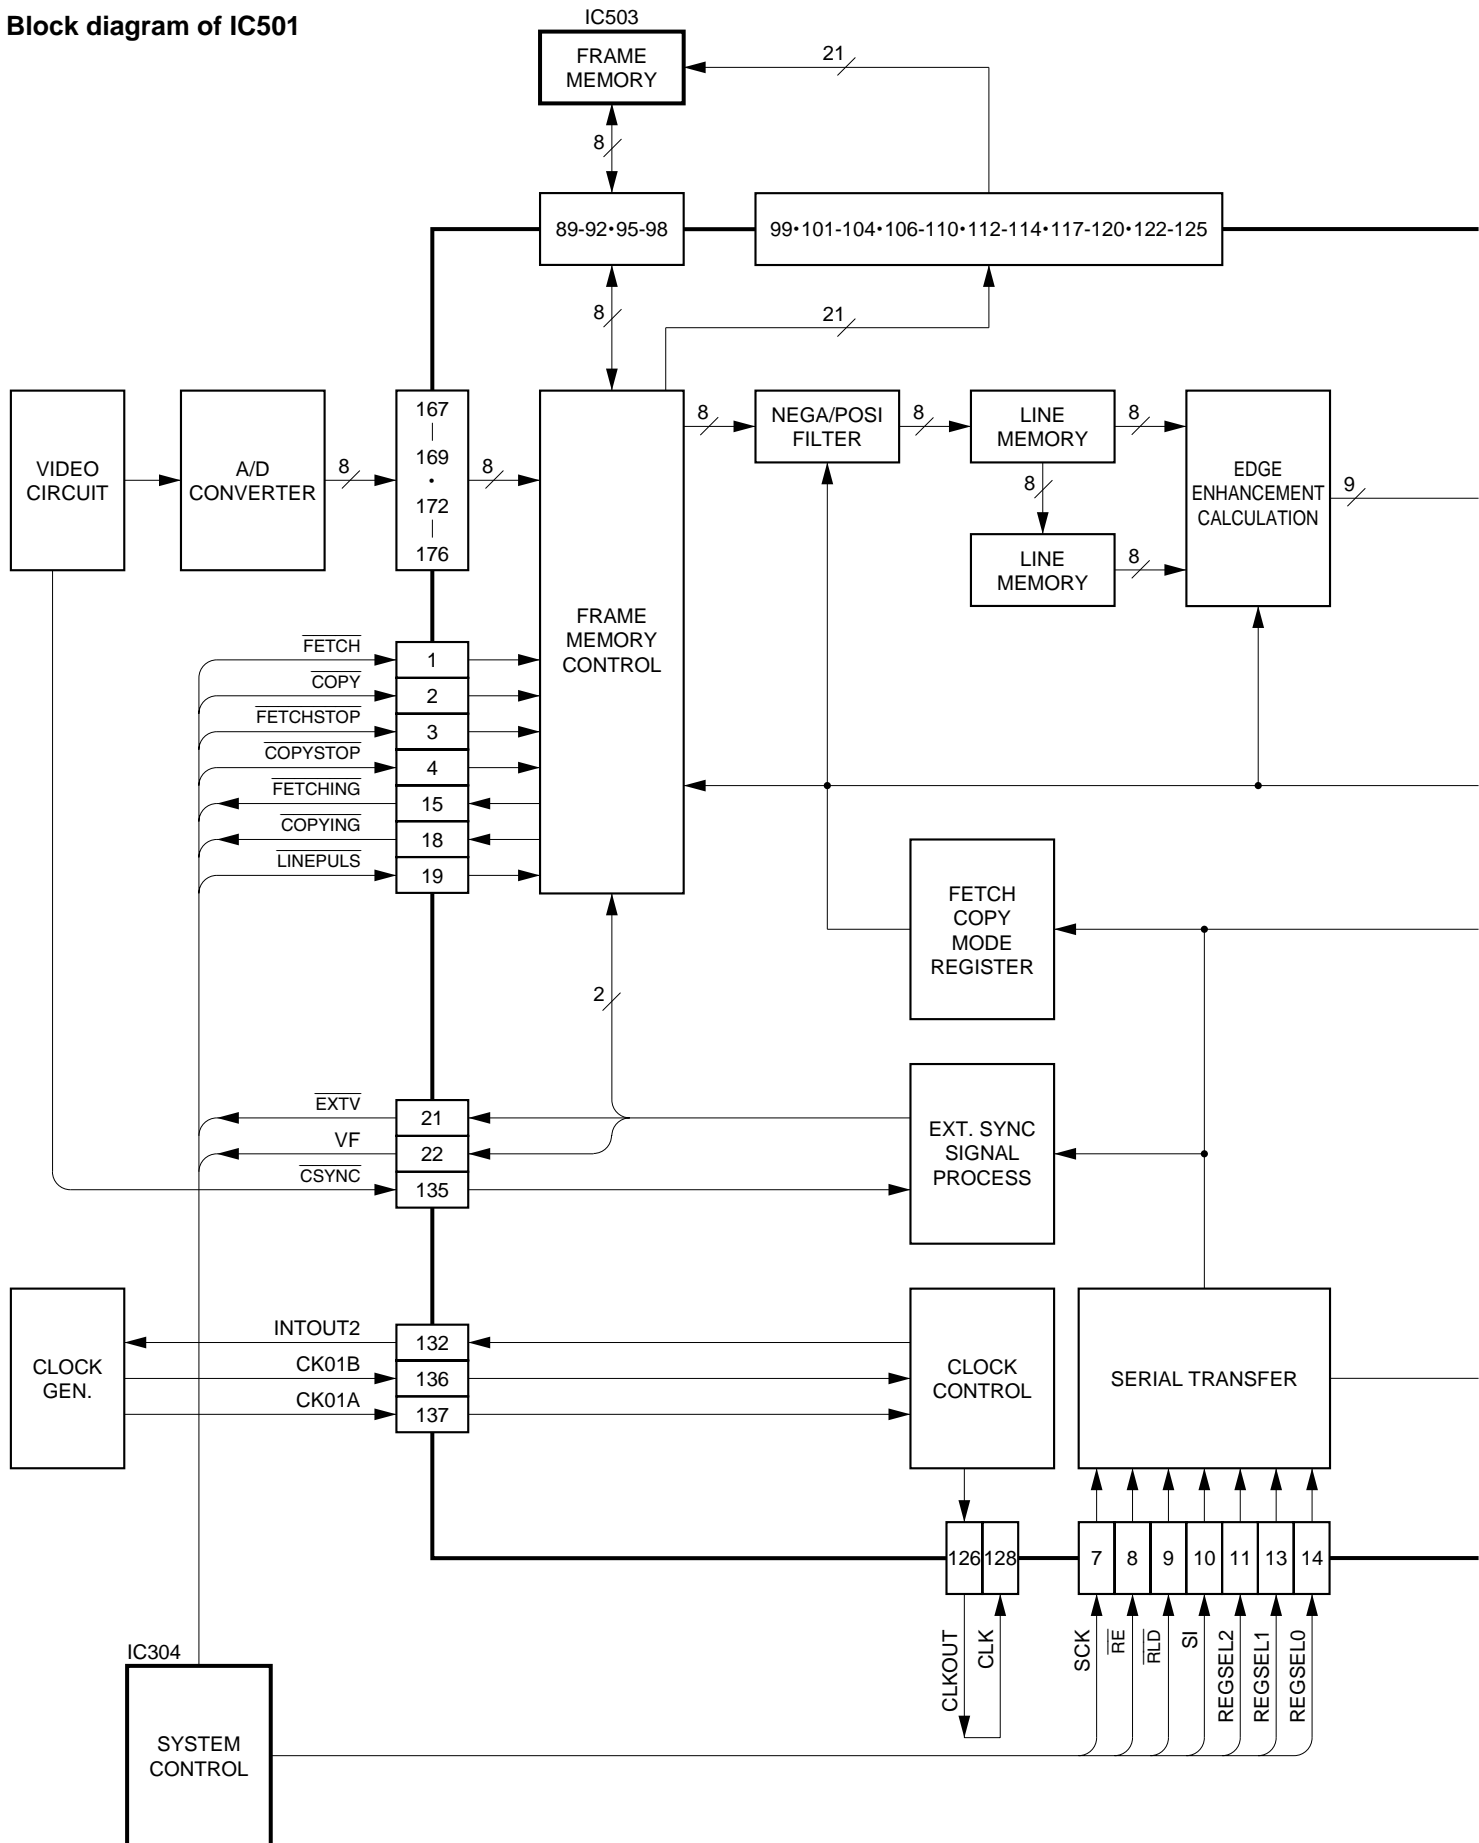 Block diagram of IC501
IC503
FRAME
MEMORY
21
8
89-92•95-98
99•101-104•106-110•112-114•117-120•122-125
8
21
VIDEO
CIRCUIT
A/D
CONVERTER
8
167
|
169
•
172
|
176
8
FRAME
MEMORY
CONTROL
8
NEGA/POSI
FILTER
8
LINE
MEMORY
8
8
LINE
MEMORY
8
EDGE
ENHANCEMENT
CALCULATION
9
FETCH
1
COPY
2
FETCHSTOP
3
COPYSTOP
4
FETCHING
15
COPYING
18
LINEPULS
19
FETCH
COPY
MODE
REGISTER
2
EXTV
21
VF
22
CSYNC
135
EXT. SYNC
SIGNAL
PROCESS
CLOCK
GEN.
INTOUT2
132
CK01B
136
CK01A
137
CLOCK
CONTROL
SERIAL TRANSFER
126
128
7
8
9
10
11
13
14
CLKOUT
CLK
SCK
RE
RLD
SI
REGSEL2
REGSEL1
REGSEL0
IC304
SYSTEM
CONTROL